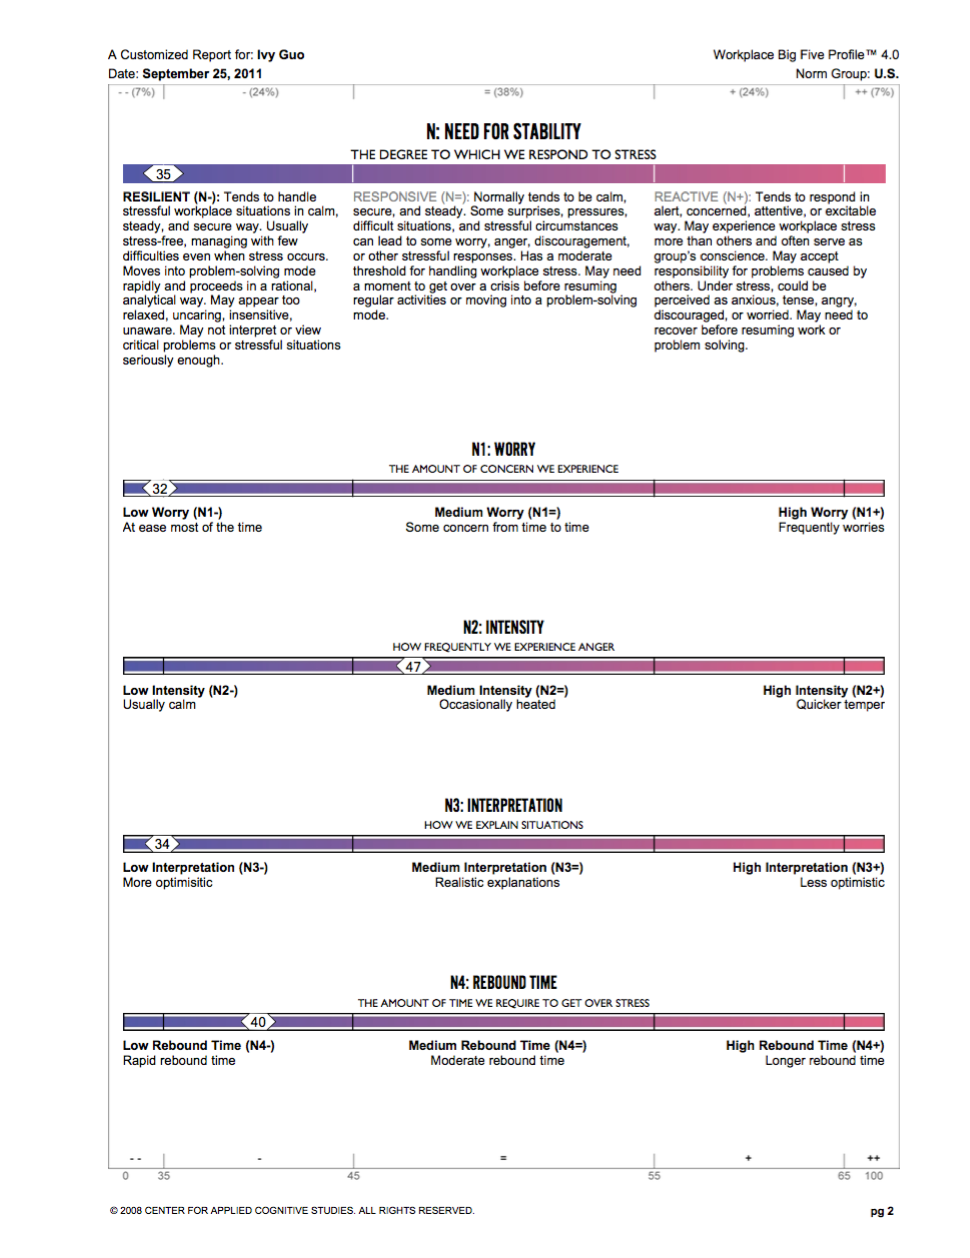 A Customized Report for: Ivy Guo
Workplace Big Five Profile™ 4.0
Date: September 25, 2011
Norm Group: U.S.
- - (7%) - (24%) = (38%) + (24%) ++ (7%)
N: NEED FOR STABILITY
THE DEGREE TO WHICH WE RESPOND TO STRESS
35
RESILIENT (N-): Tends to handle
stressful workplace situations in calm,
steady, and secure way. Usually
stress-free, managing with few
difficulties even when stress occurs.
Moves into problem-solving mode
rapidly and proceeds in a rational,
analytical way. May appear too
relaxed, uncaring, insensitive,
unaware. May not interpret or view
critical problems or stressful situations
seriously enough.
RESPONSIVE (N=): Normally tends to be calm,
secure, and steady. Some surprises, pressures,
difficult situations, and stressful circumstances
can lead to some worry, anger, discouragement,
or other stressful responses. Has a moderate
threshold for handling workplace stress. May need
a moment to get over a crisis before resuming
regular activities or moving into a problem-solving
mode.
REACTIVE (N+): Tends to respond in
alert, concerned, attentive, or excitable
way. May experience workplace stress
more than others and often serve as
group's conscience. May accept
responsibility for problems caused by
others. Under stress, could be
perceived as anxious, tense, angry,
discouraged, or worried. May need to
recover before resuming work or
problem solving.
N1: WORRY
THE AMOUNT OF CONCERN WE EXPERIENCE
32
Low Worry (N1-)
At ease most of the time
Medium Worry (N1=)
Some concern from time to time
High Worry (N1+)
Frequently worries
N2: INTENSITY
HOW FREQUENTLY WE EXPERIENCE ANGER
47
Low Intensity (N2-)
Usually calm
Medium Intensity (N2=)
Occasionally heated
High Intensity (N2+)
Quicker temper
N3: INTERPRETATION
HOW WE EXPLAIN SITUATIONS
34
Low Interpretation (N3-)
More optimisitic
Medium Interpretation (N3=)
Realistic explanations
High Interpretation (N3+)
Less optimistic
N4: REBOUND TIME
THE AMOUNT OF TIME WE REQUIRE TO GET OVER STRESS
40
Low Rebound Time (N4-)
Rapid rebound time
Medium Rebound Time (N4=)
Moderate rebound time
High Rebound Time (N4+)
Longer rebound time
- - - = + ++
0 35 45 55 65 100
© 2008 CENTER FOR APPLIED COGNITIVE STUDIES. ALL RIGHTS RESERVED.
pg 2